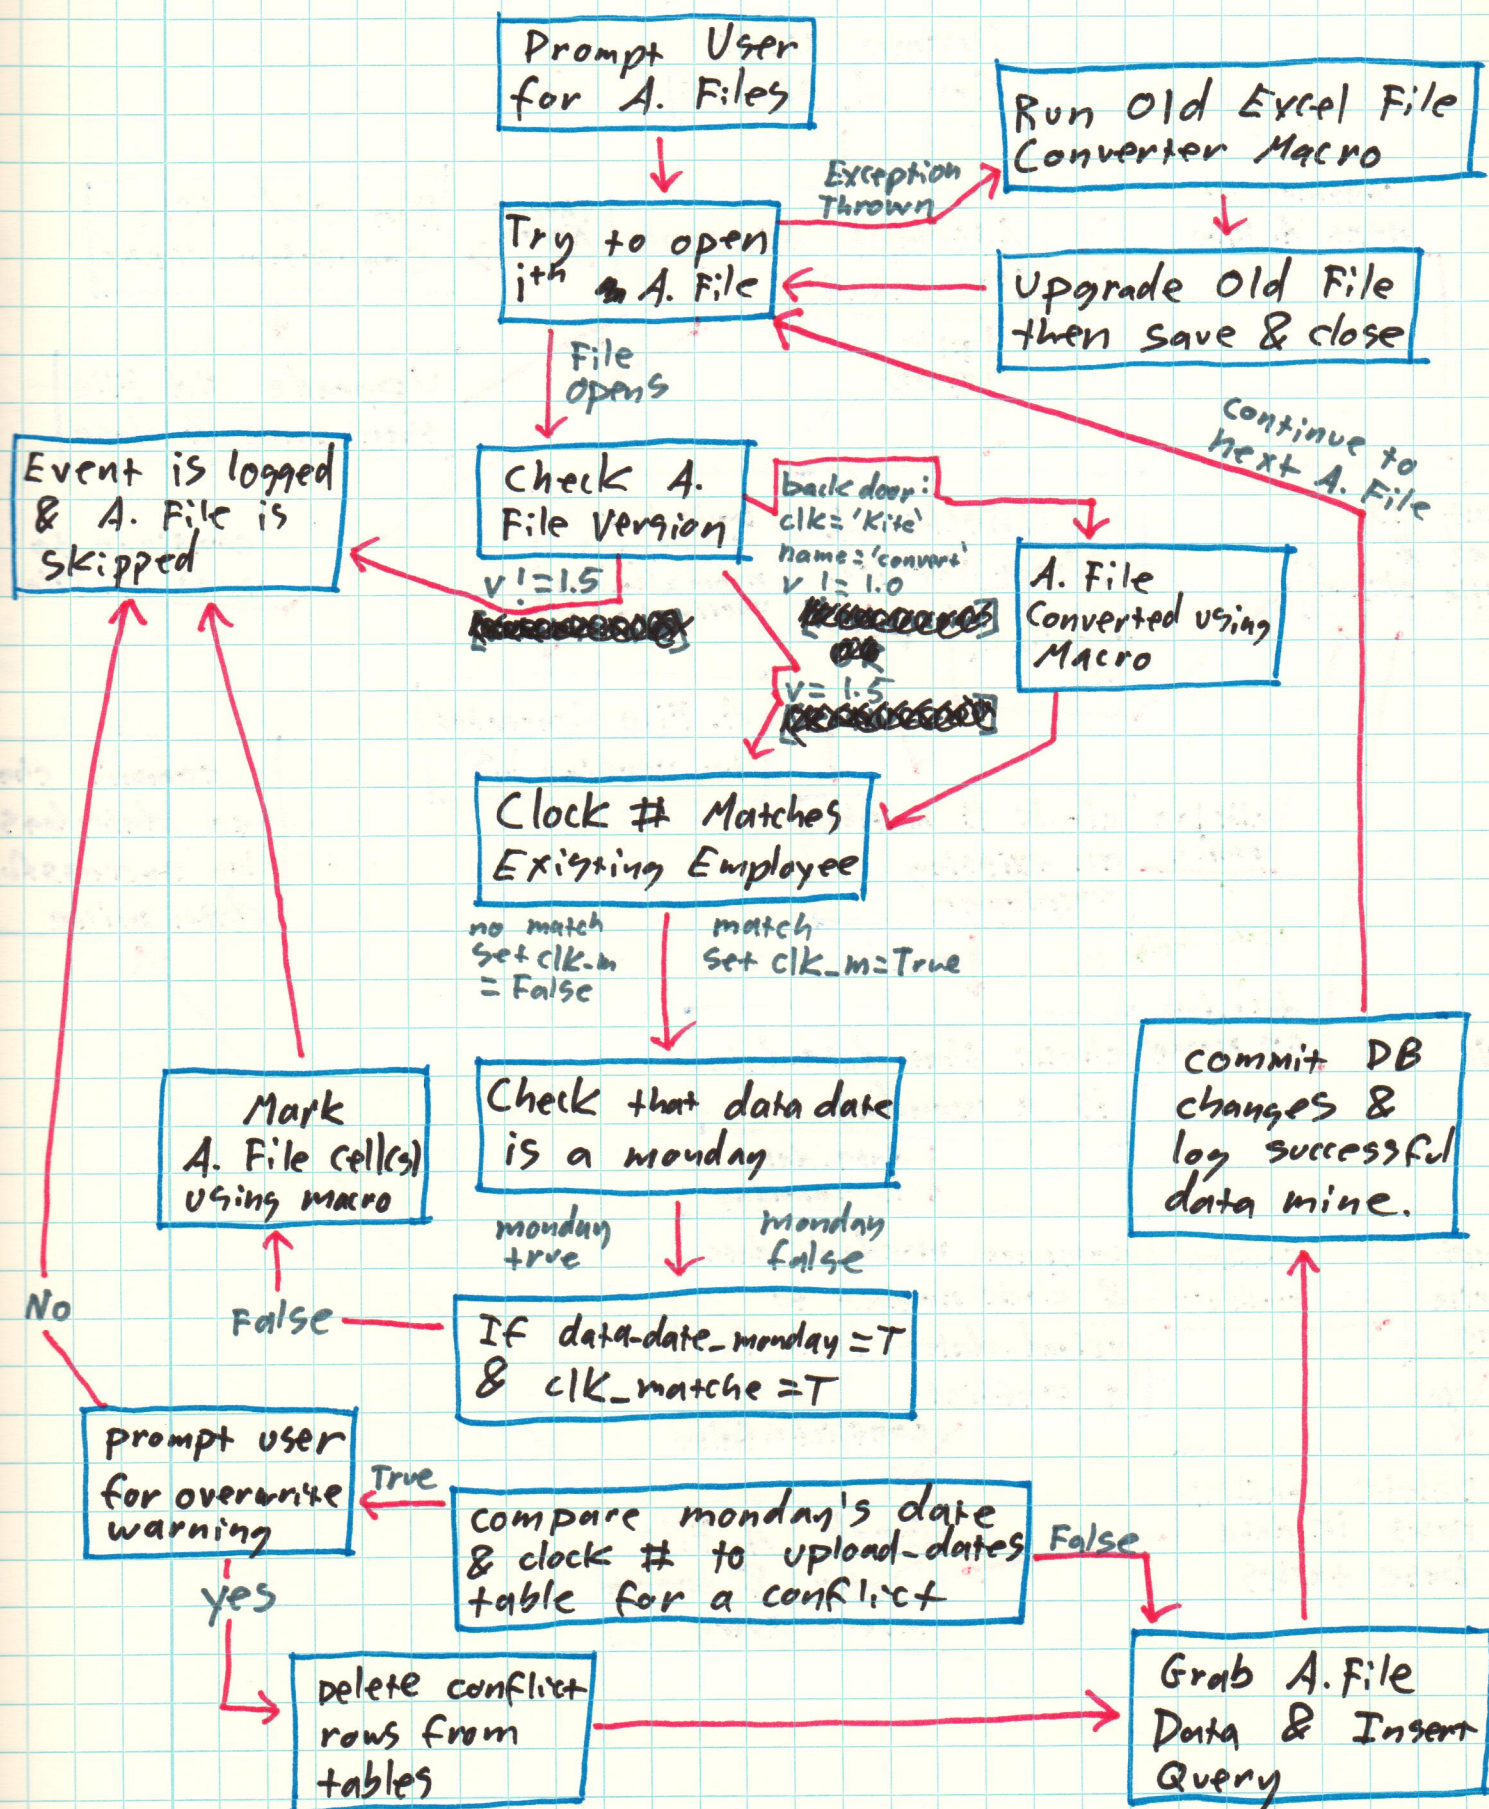 Prompt User
for A. Files
Run Old Excel File
Converter Macro
Exception
Thrown
Try to open
ith A. File
Upgrade Old File
then save & close
File
opens
continue to
next A. File
Event is logged
& A. File is
skipped
Check A.
File Version
back door:
clk='Kite'
name='convert'
v != 1.0
v != 1.5
v = 1.5
A. File
Converted using
Macro
Clock # Matches
Existing Employee
no match
set clk_m
= False
match
set clk_m=True
Mark
A. File cell(s)
using macro
Check that data date
is a monday
commit DB
changes &
log successful
data mine.
monday
true
monday
false
No
False
If data-date_monday =T
& clk_matche =T
prompt user
for overwrite
warning
True
compare monday's date
& clock # to upload-dates
table for a conflict
False
yes
Delete conflict
rows from
tables
Grab A. File
Data & Insert
Query